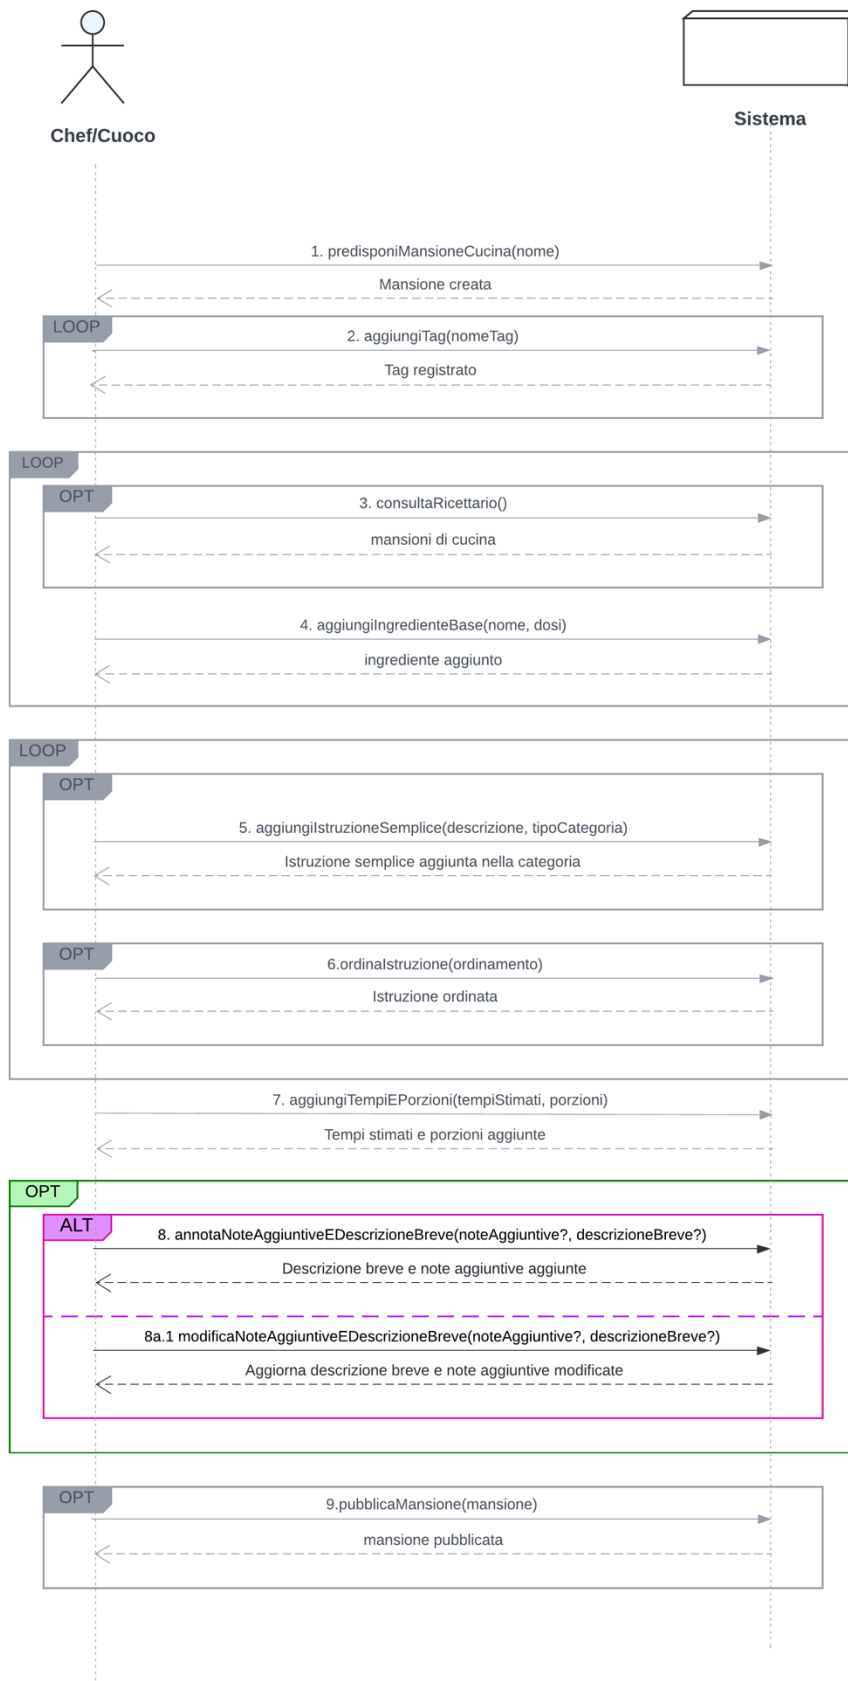 Chef/Cuoco
Sistema
1. predisponiMansioneCucina(nome)
Mansione creata
LOOP
2. aggiungiTag(nomeTag)
Tag registrato
LOOP
OPT
3. consultaRicettario()
mansioni di cucina
4. aggiungiIngredienteBase(nome, dosi)
ingrediente aggiunto
LOOP
OPT
5. aggiungiIstruzioneSemplice(descrizione, tipoCategoria)
Istruzione semplice aggiunta nella categoria
OPT
6.ordinaIstruzione(ordinamento)
Istruzione ordinata
7. aggiungiTempiEPorzioni(tempiStimati, porzioni)
Tempi stimati e porzioni aggiunte
OPT
ALT
8. annotaNoteAggiuntiveEDescrizioneBreve(noteAggiuntive?, descrizioneBreve?)
Descrizione breve e note aggiuntive aggiunte
8a.1 modificaNoteAggiuntiveEDescrizioneBreve(noteAggiuntive?, descrizioneBreve?)
Aggiorna descrizione breve e note aggiuntive modificate
OPT
9.pubblicaMansione(mansione)
mansione pubblicata